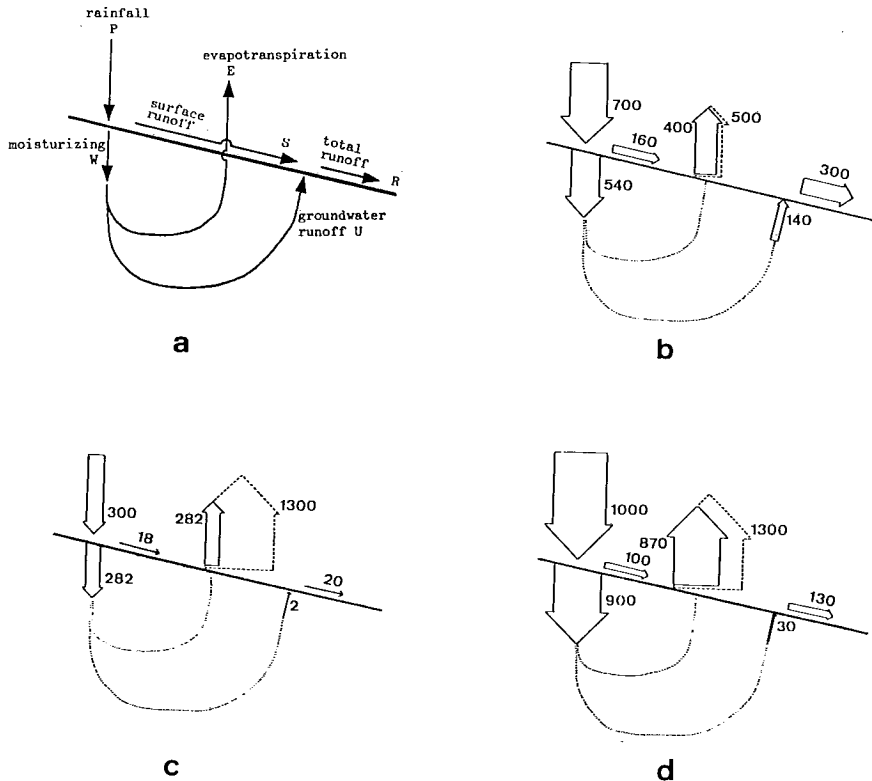 rainfall
P
evapotranspiration
E
surface
runoff
S
total
runoff
R
moisturizing
W
groundwater
runoff U
a
700
160
400
500
540
300
140
b
300
18
282
1300
282
20
2
c
1000
100
870
1300
900
130
30
d